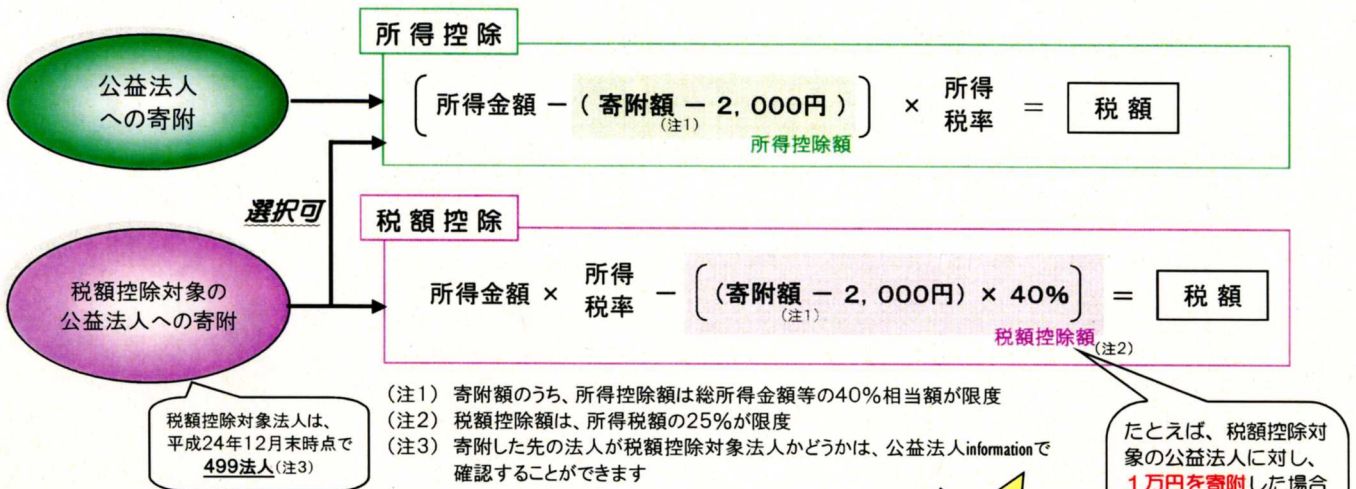 所得控除
公益法人
への寄附
所得金額 － ( 寄附額 － 2，000円 ) × 所得税率 ＝ 税額
(注1)
所得控除額
選択可
税額控除
税額控除対象の
公益法人への寄附
所得金額 × 所得税率 － (寄附額 － 2，000円) × 40% ＝ 税額
(注1)
税額控除額(注2)
税額控除対象法人は、
平成24年12月末時点で
499法人(注3)
(注1) 寄附額のうち、所得控除額は総所得金額等の40%相当額が限度
(注2) 税額控除額は、所得税額の25%が限度
(注3) 寄附した先の法人が税額控除対象法人かどうかは、公益法人informationで
確認することができます
たとえば、税額控除対
象の公益法人に対し、
1万円を寄附した場合